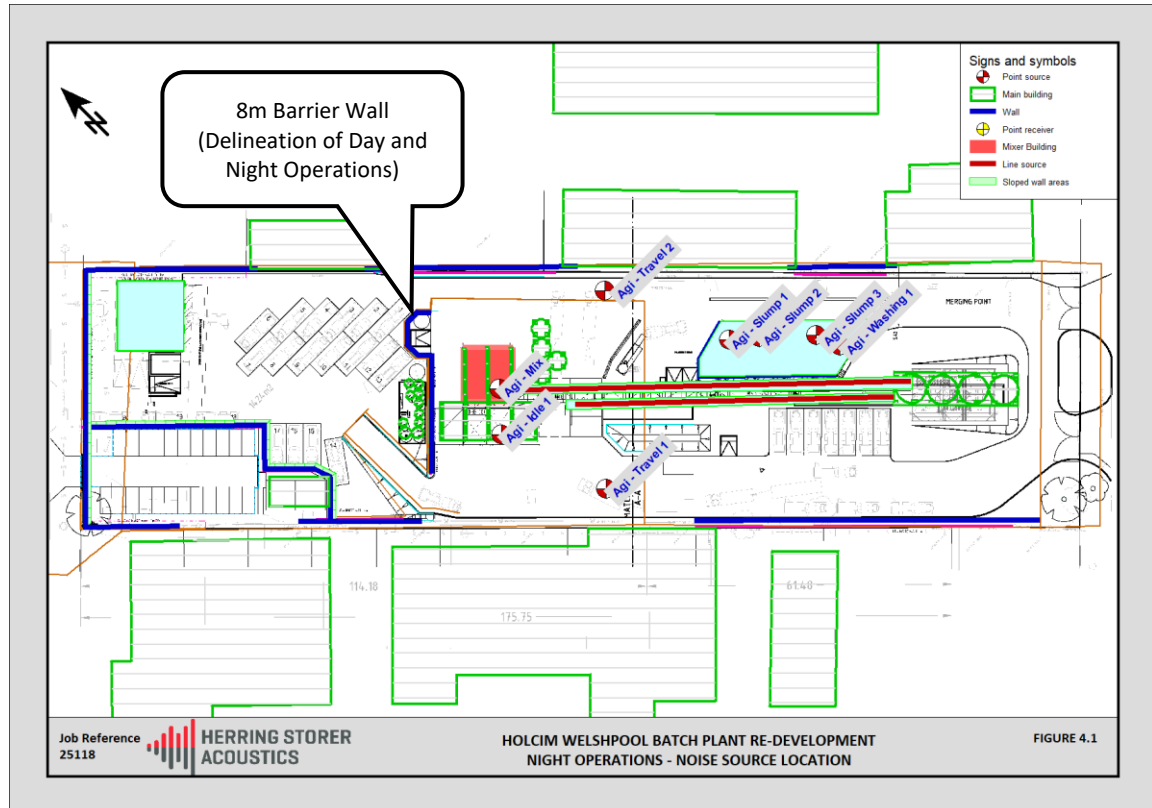 8m Barrier Wall
(Delineation of Day and
Night Operations)
N
Signs and symbols
Point source
Main building
Wall
Point receiver
Mixer Building
Line source
Sloped wall areas
Agi - Travel 2
Agi - Slump 1
Agi - Slump 2
Agi - Slump 3
Agi - Washing 1
MERGING POINT
Agi - Mix
Agi - Idle 1
Agi - Travel 1
A-A
114.18
61.48
175.75
Job Reference
25118
HERRING STORER
ACOUSTICS
HOLCIM WELSHPOOL BATCH PLANT RE-DEVELOPMENT
NIGHT OPERATIONS - NOISE SOURCE LOCATION
FIGURE 4.1